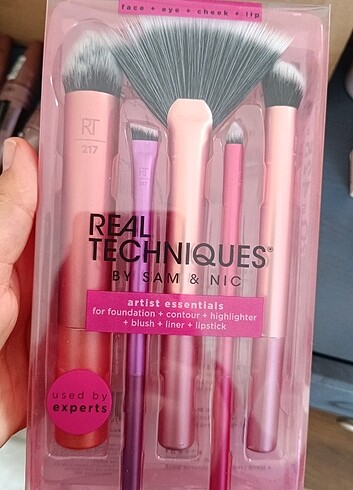 face + eye + cheek + lip
RT
217
RT
REAL
TECHNIQUES®
BY SAM & NIC
artist essentials
for foundation + contour + highlighter
+ blush + liner + lipstick
used by
experts